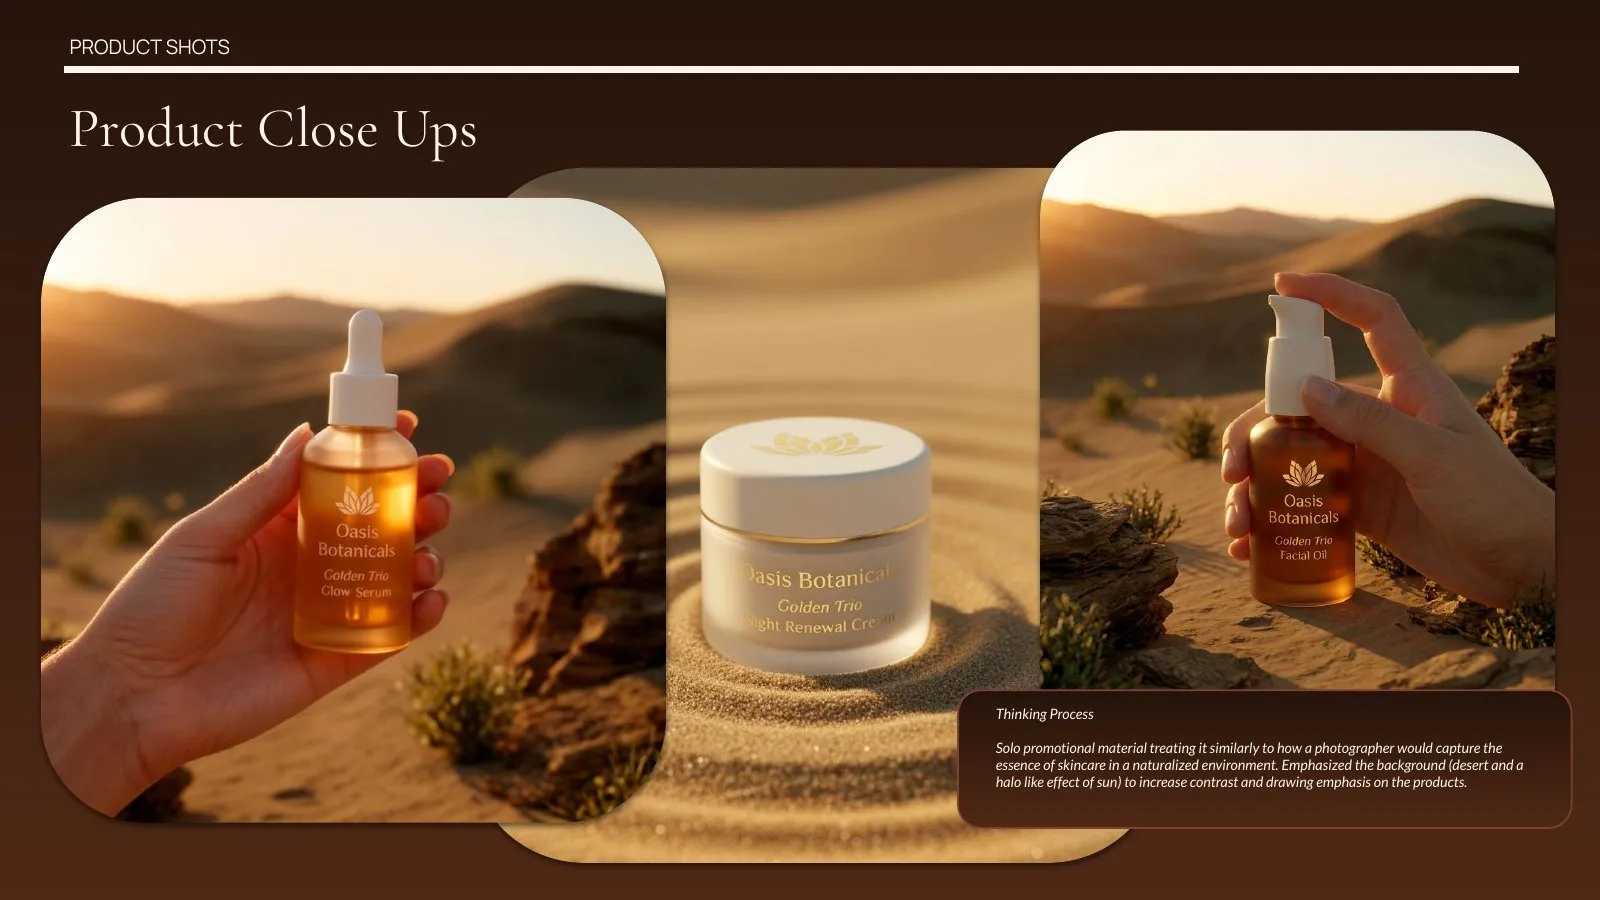 PRODUCT SHOTS
Product Close Ups
Oasis
Botanicals
Golden Trio
Glow Serum
Oasis Botanical
Golden Trio
Night Renewal Cream
Oasis
Botanicals
Golden Trio
Facial Oil
Thinking Process
Solo promotional material treating it similarly to how a photographer would capture the
essence of skincare in a naturalized environment. Emphasized the background (desert and a
halo like effect of sun) to increase contrast and drawing emphasis on the products.